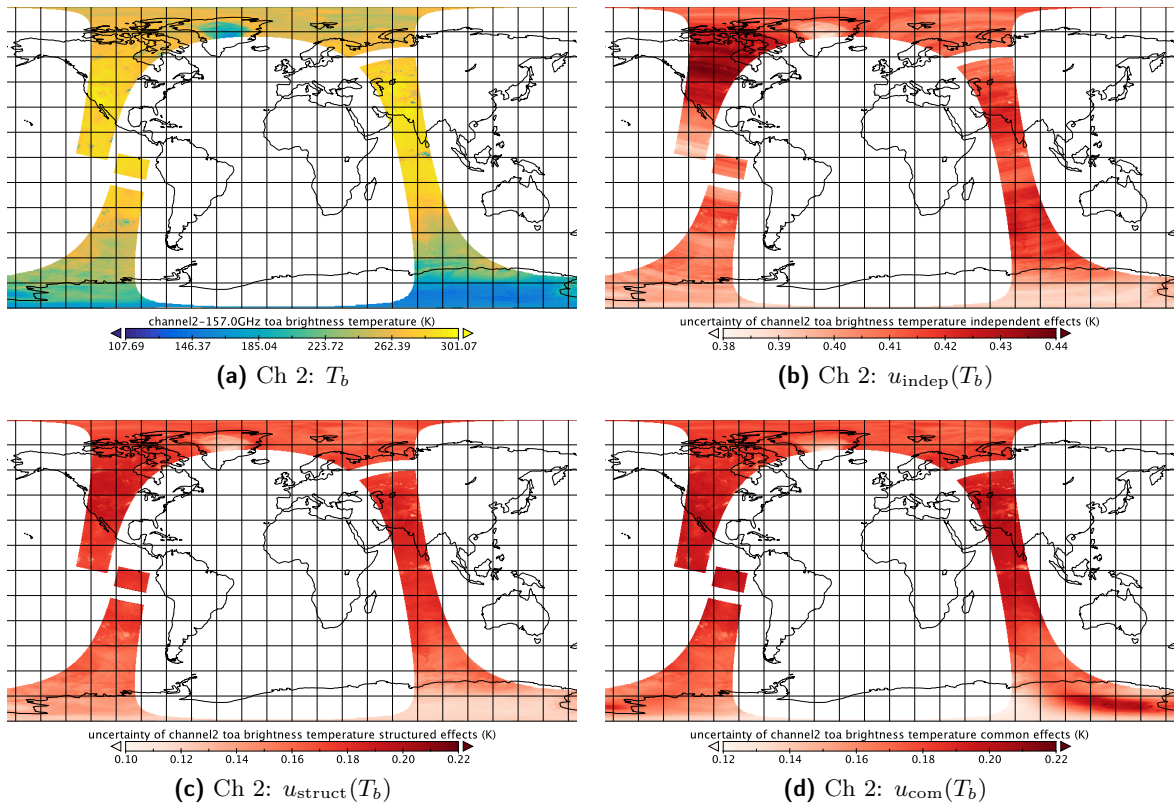 channel2-157.0GHz toa brightness temperature (K)
107.69 146.37 185.04 223.72 262.39 301.07
(a) Ch 2: T_b
uncertainty of channel2 toa brightness temperature independent effects (K)
0.38 0.39 0.40 0.41 0.42 0.43 0.44
(b) Ch 2: u_indep(T_b)
uncertainty of channel2 toa brightness temperature structured effects (K)
0.10 0.12 0.14 0.16 0.18 0.20 0.22
(c) Ch 2: u_struct(T_b)
uncertainty of channel2 toa brightness temperature common effects (K)
0.12 0.14 0.16 0.18 0.20 0.22
(d) Ch 2: u_com(T_b)